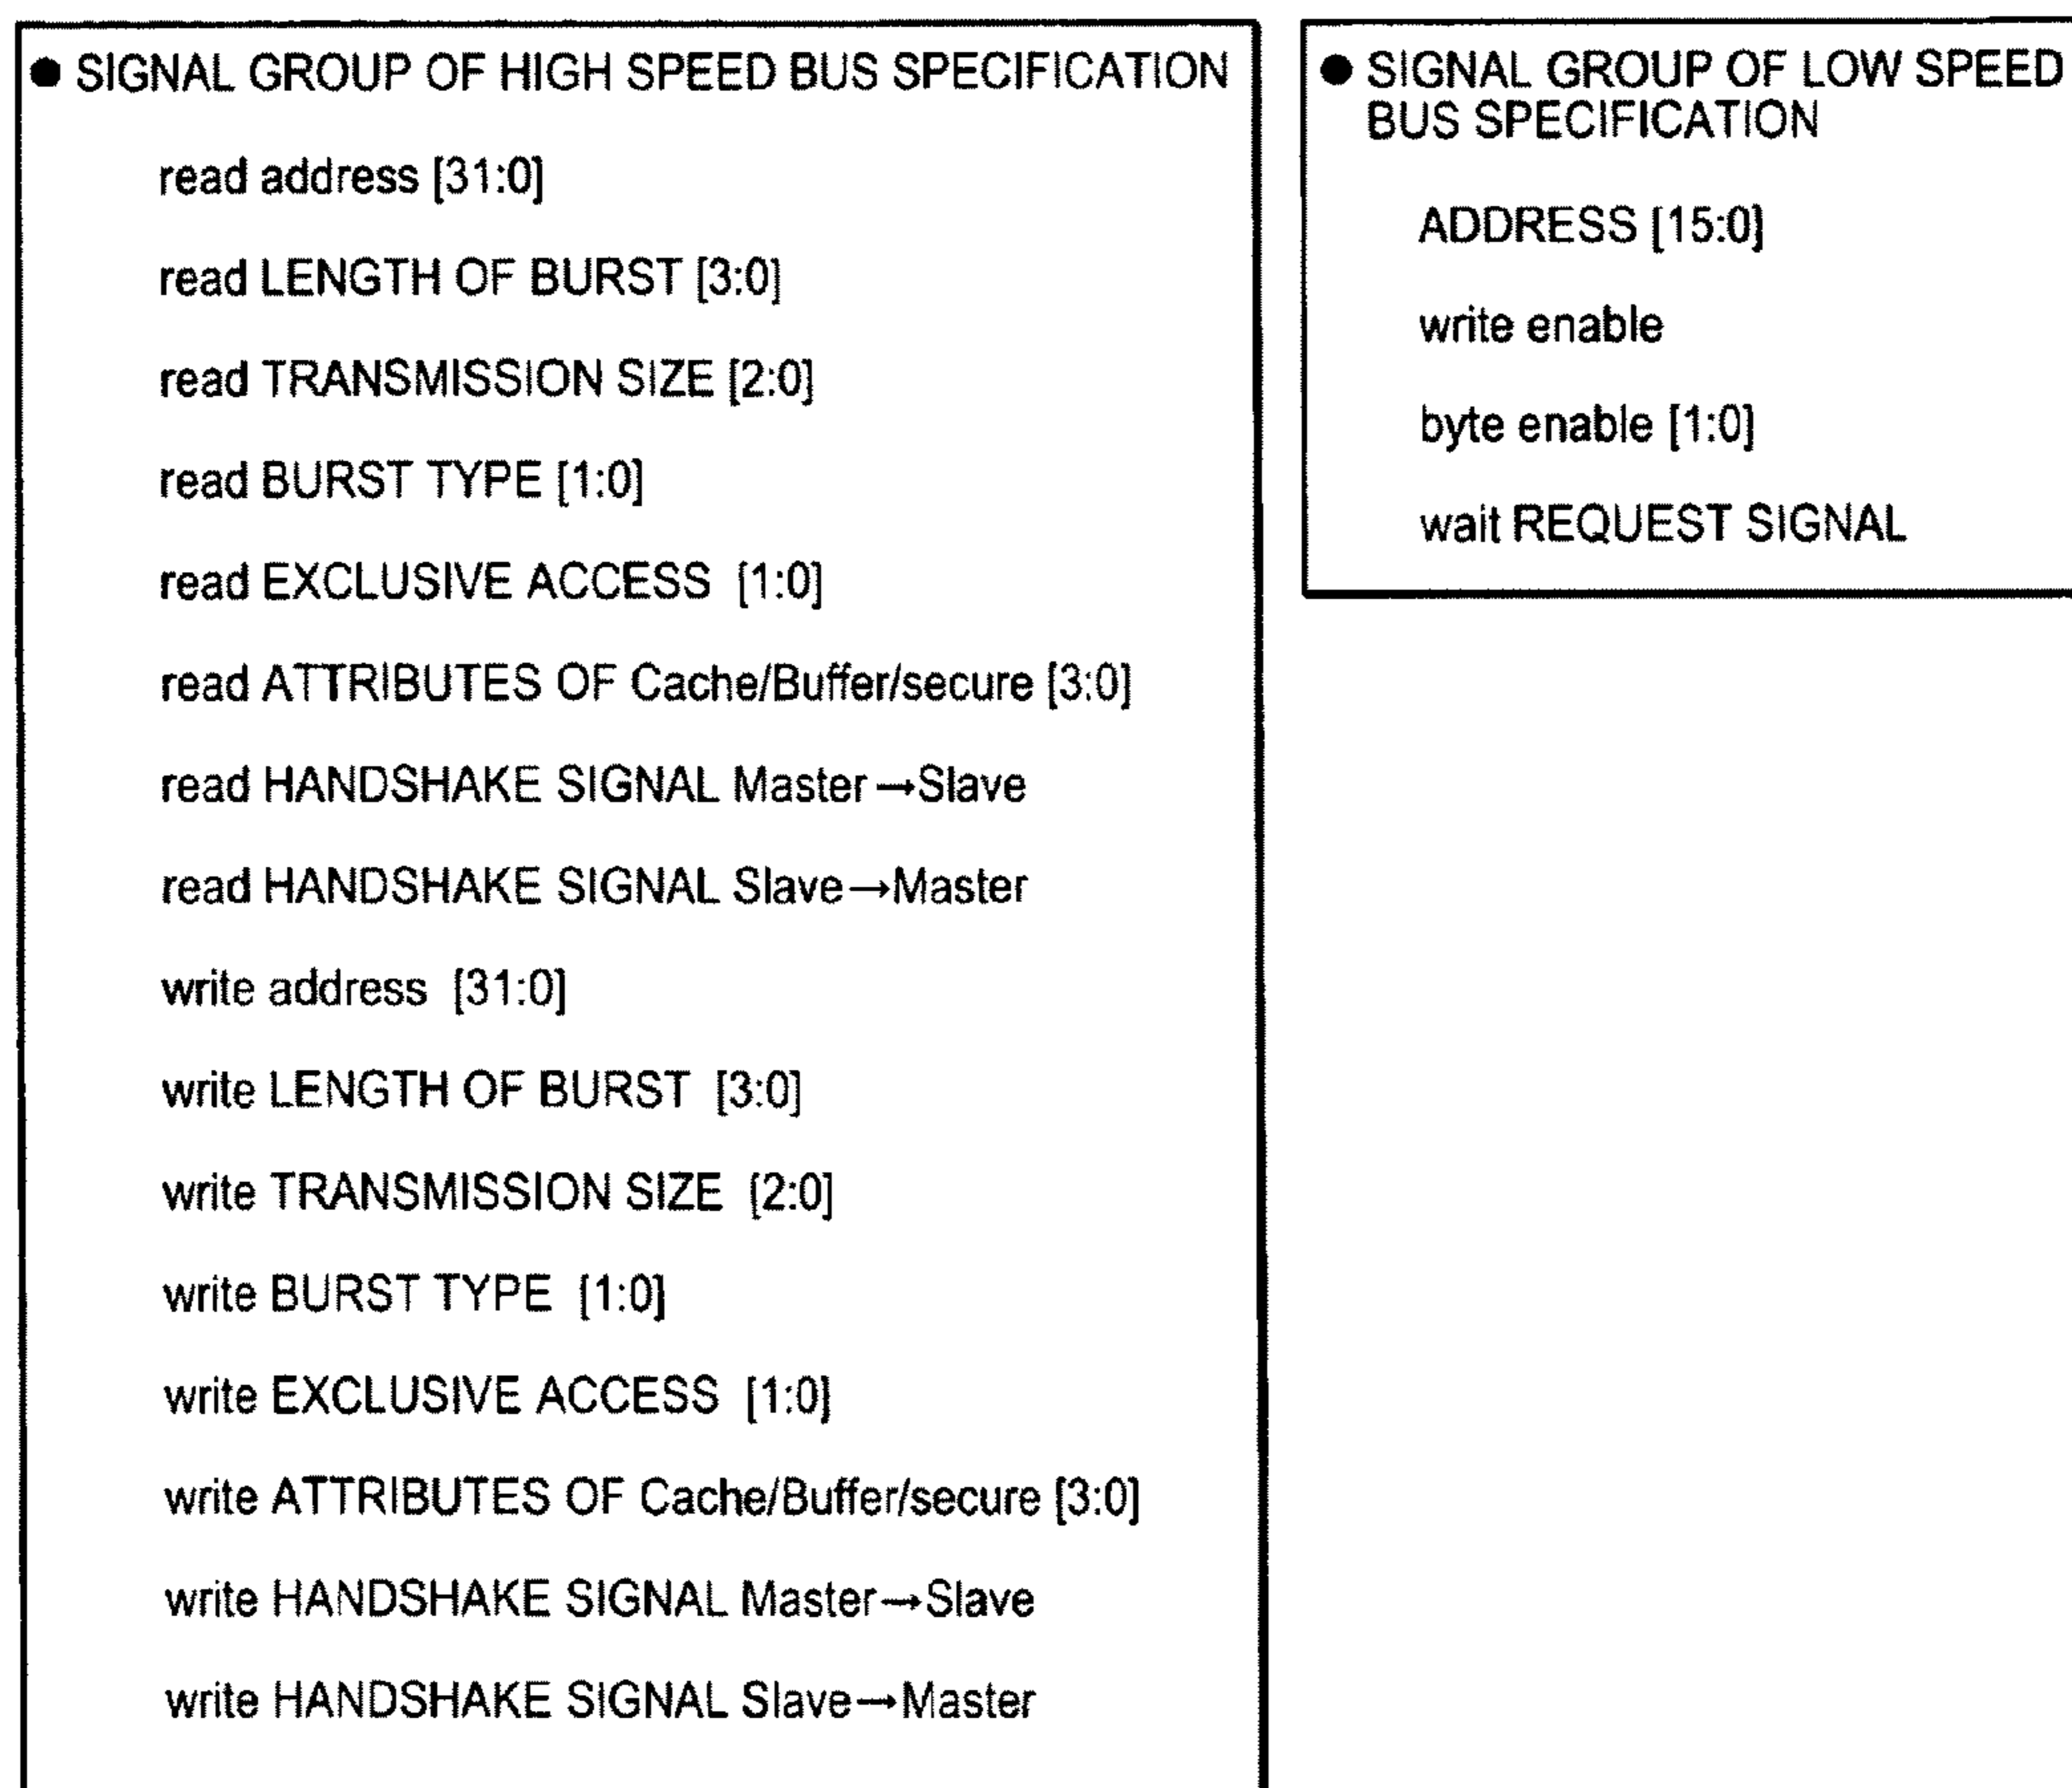 ● SIGNAL GROUP OF HIGH SPEED BUS SPECIFICATION
read address [31:0]
read LENGTH OF BURST [3:0]
read TRANSMISSION SIZE [2:0]
read BURST TYPE [1:0]
read EXCLUSIVE ACCESS [1:0]
read ATTRIBUTES OF Cache/Buffer/secure [3:0]
read HANDSHAKE SIGNAL Master→Slave
read HANDSHAKE SIGNAL Slave→Master
write address [31:0]
write LENGTH OF BURST [3:0]
write TRANSMISSION SIZE [2:0]
write BURST TYPE [1:0]
write EXCLUSIVE ACCESS [1:0]
write ATTRIBUTES OF Cache/Buffer/secure [3:0]
write HANDSHAKE SIGNAL Master→Slave
write HANDSHAKE SIGNAL Slave→Master
● SIGNAL GROUP OF LOW SPEED
BUS SPECIFICATION
ADDRESS [15:0]
write enable
byte enable [1:0]
wait REQUEST SIGNAL